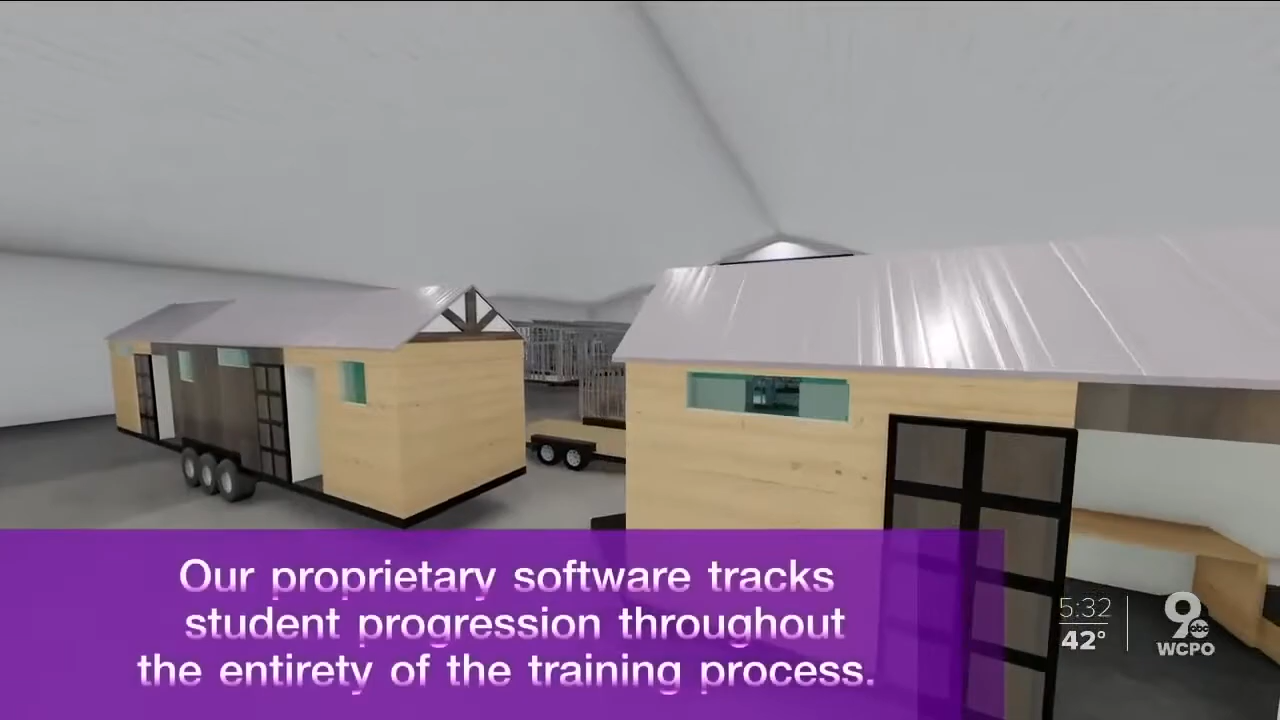 Our proprietary software tracks
student progression throughout
the entirety of the training process.
5:32
42°
9
abc
WCPO